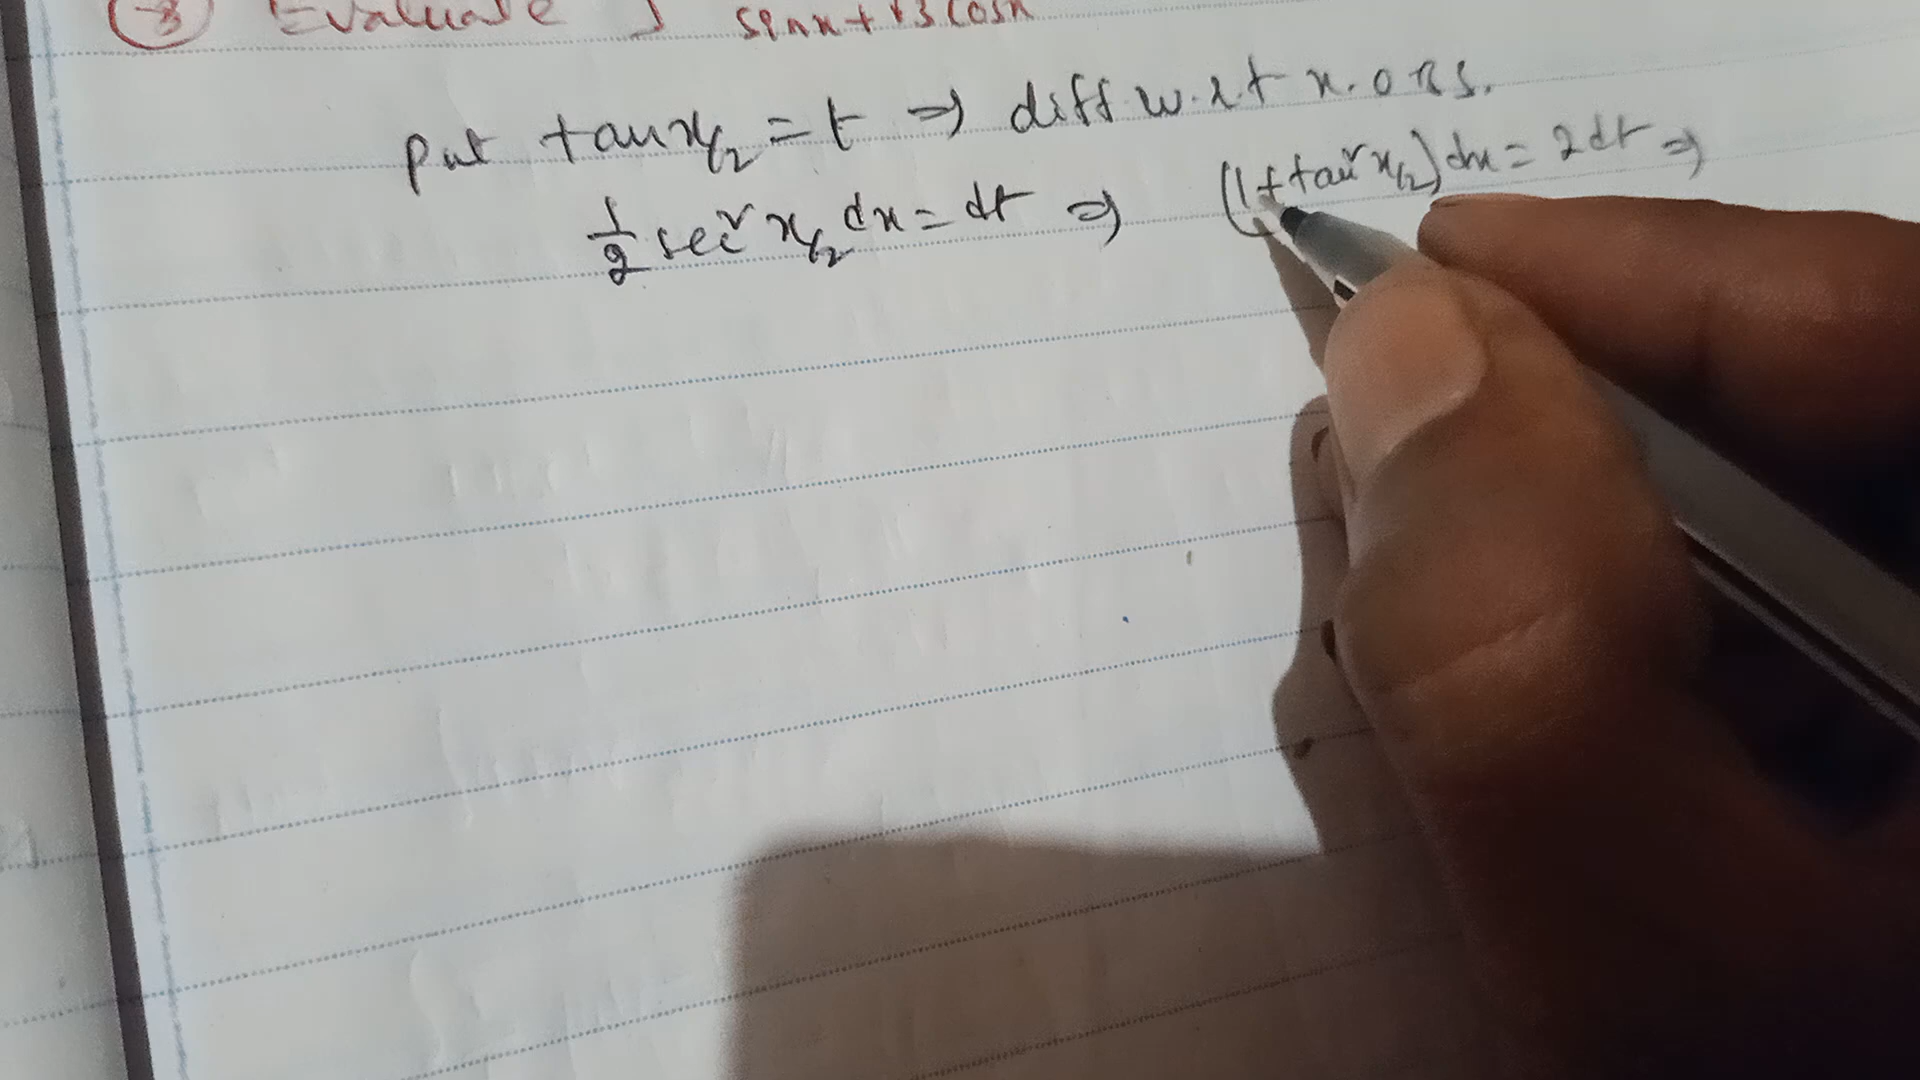 ③ Evaluate ∫ sinx + √3 cosx
put tan x/2 = t ⇒ diff w.r.t x. o B S.
1/2 sec² x/2 dx = dt ⇒ (1 + tan² x/2) dx = 2dt ⇒